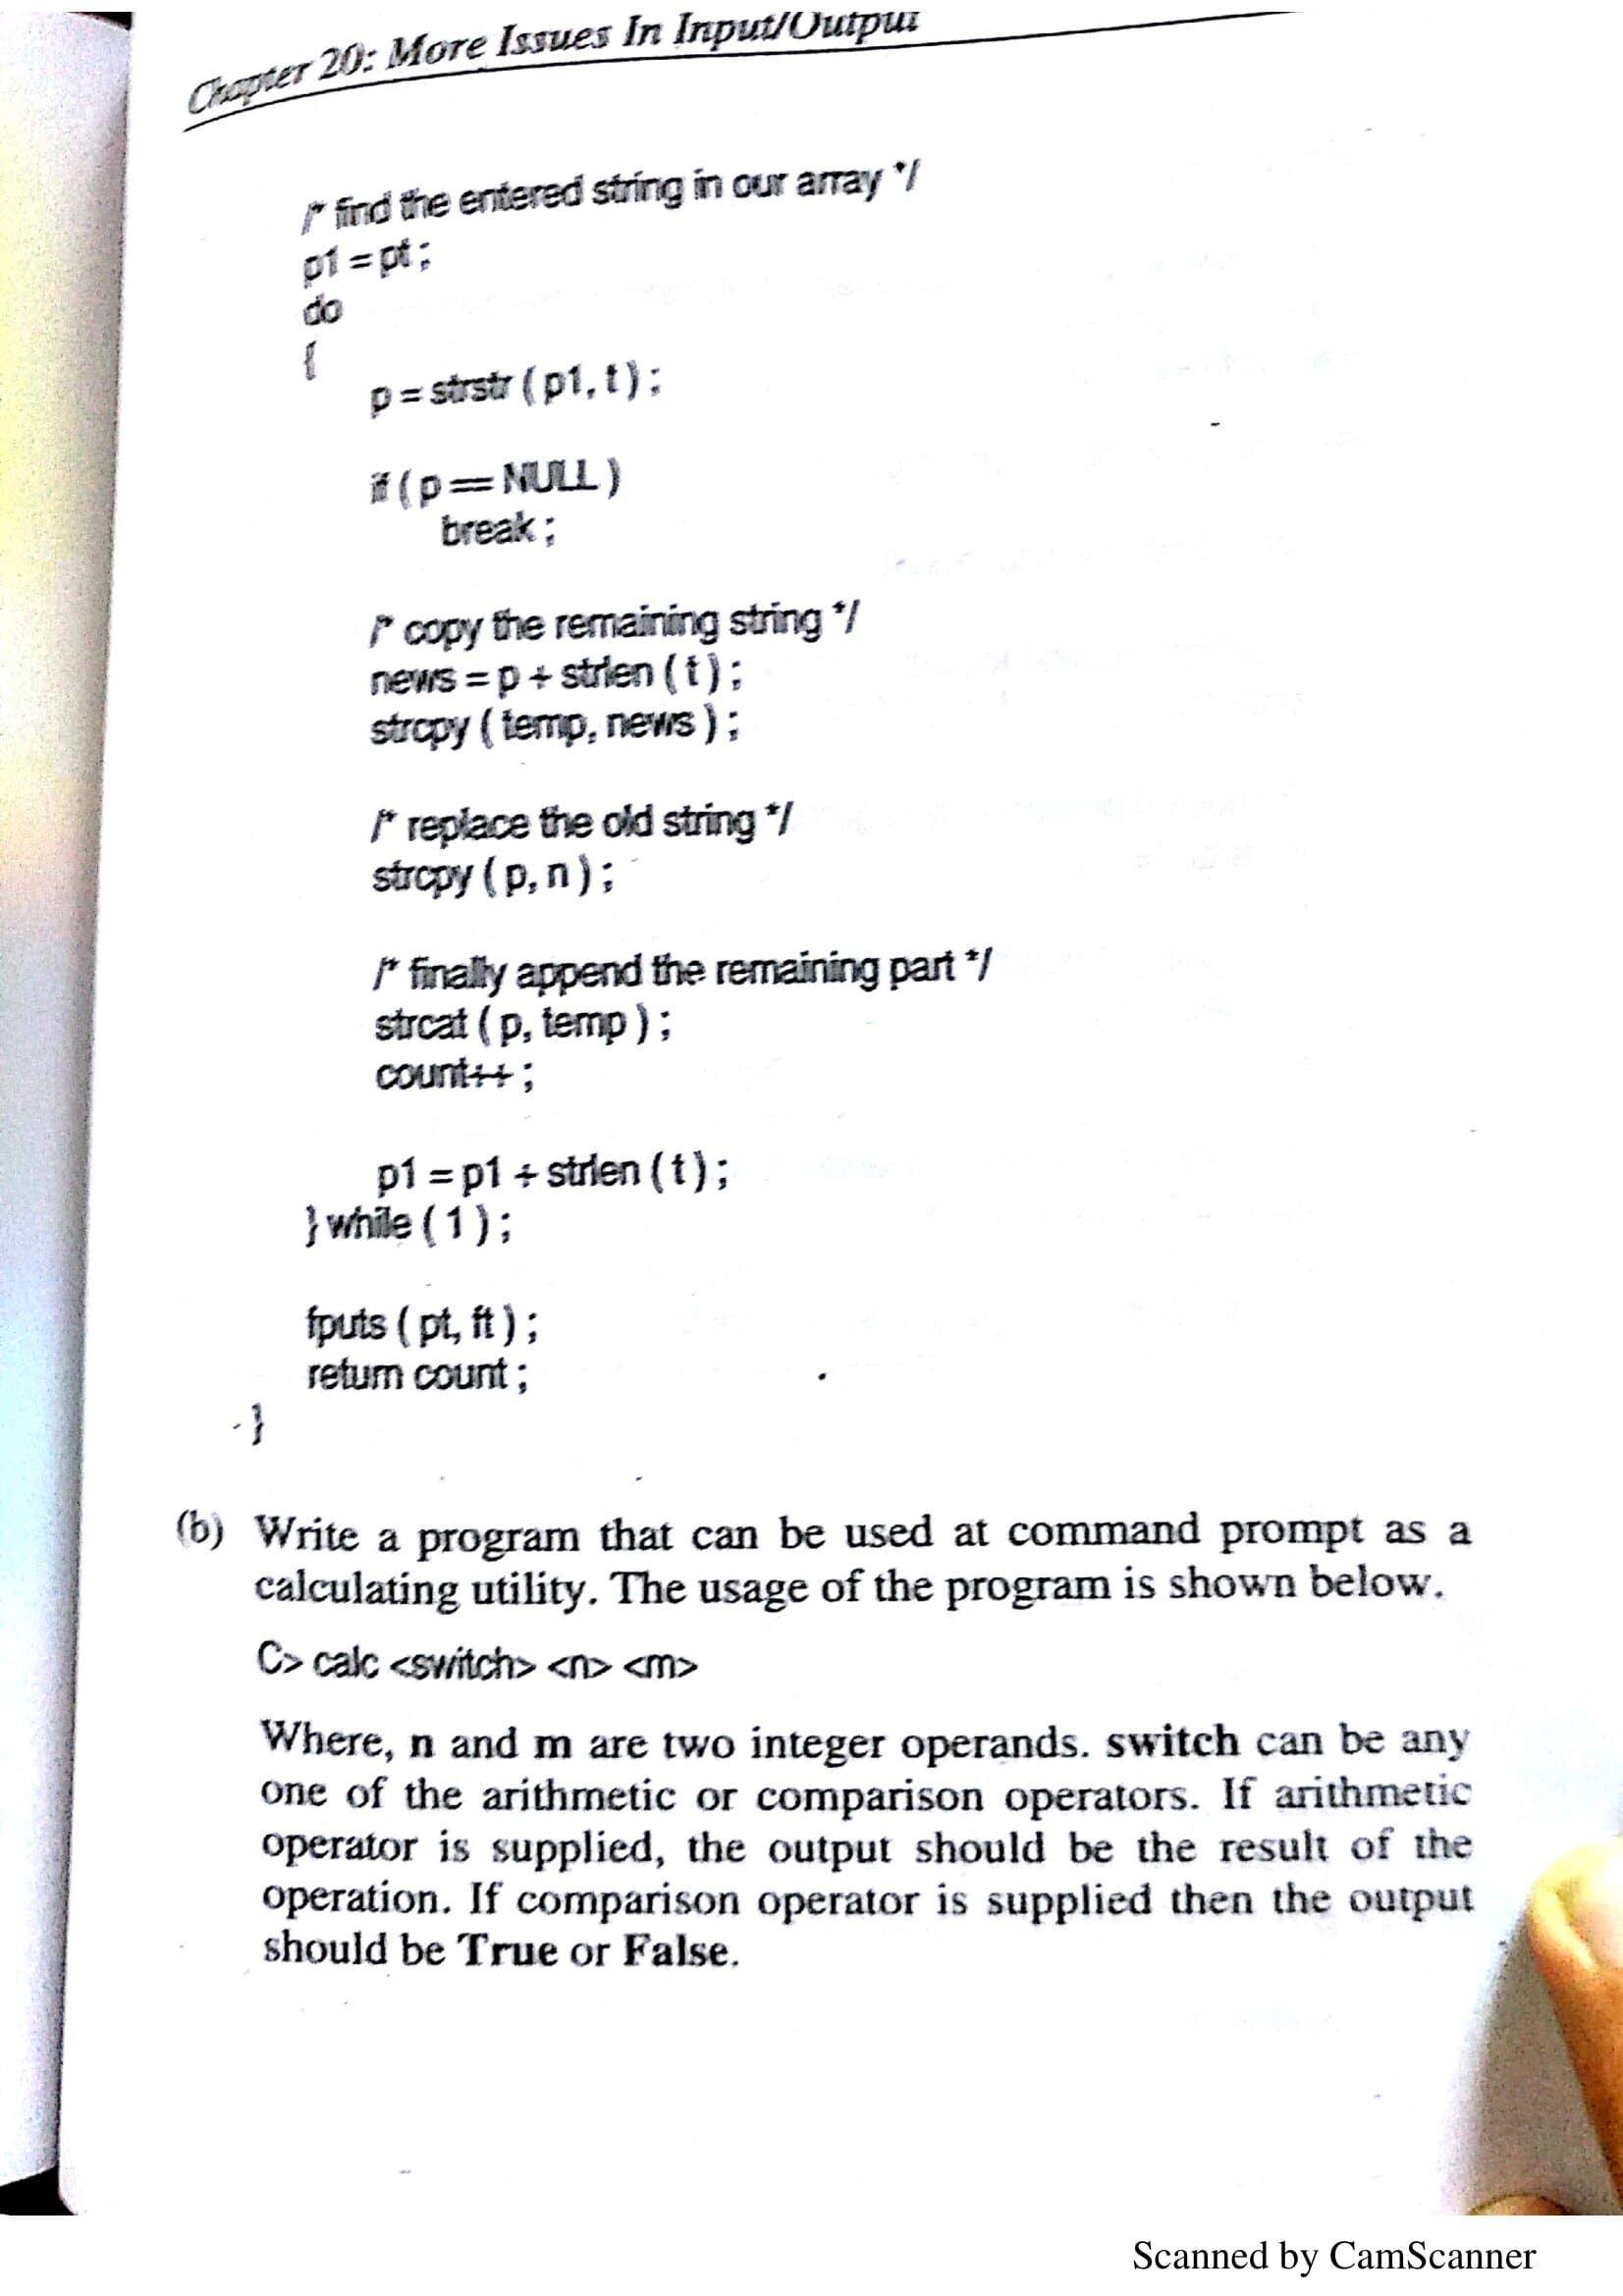 Chapter 20: More Issues In Input/Output
/* find the entered string in our array */
p1 = pt ;
do
{
p = strstr ( p1, t ) ;
if ( p == NULL )
break ;
/* copy the remaining string */
news = p + strlen ( t ) ;
strcpy ( temp, news ) ;
/* replace the old string */
strcpy ( p, n ) ;
/* finally append the remaining part */
strcat ( p, temp ) ;
count++ ;
p1 = p1 + strlen ( t ) ;
} while ( 1 ) ;
fputs ( pt, ft ) ;
return count ;
}
(b) Write a program that can be used at command prompt as a
calculating utility. The usage of the program is shown below.
C> calc <switch> <n> <m>
Where, n and m are two integer operands. switch can be any
one of the arithmetic or comparison operators. If arithmetic
operator is supplied, the output should be the result of the
operation. If comparison operator is supplied then the output
should be True or False.
Scanned by CamScanner